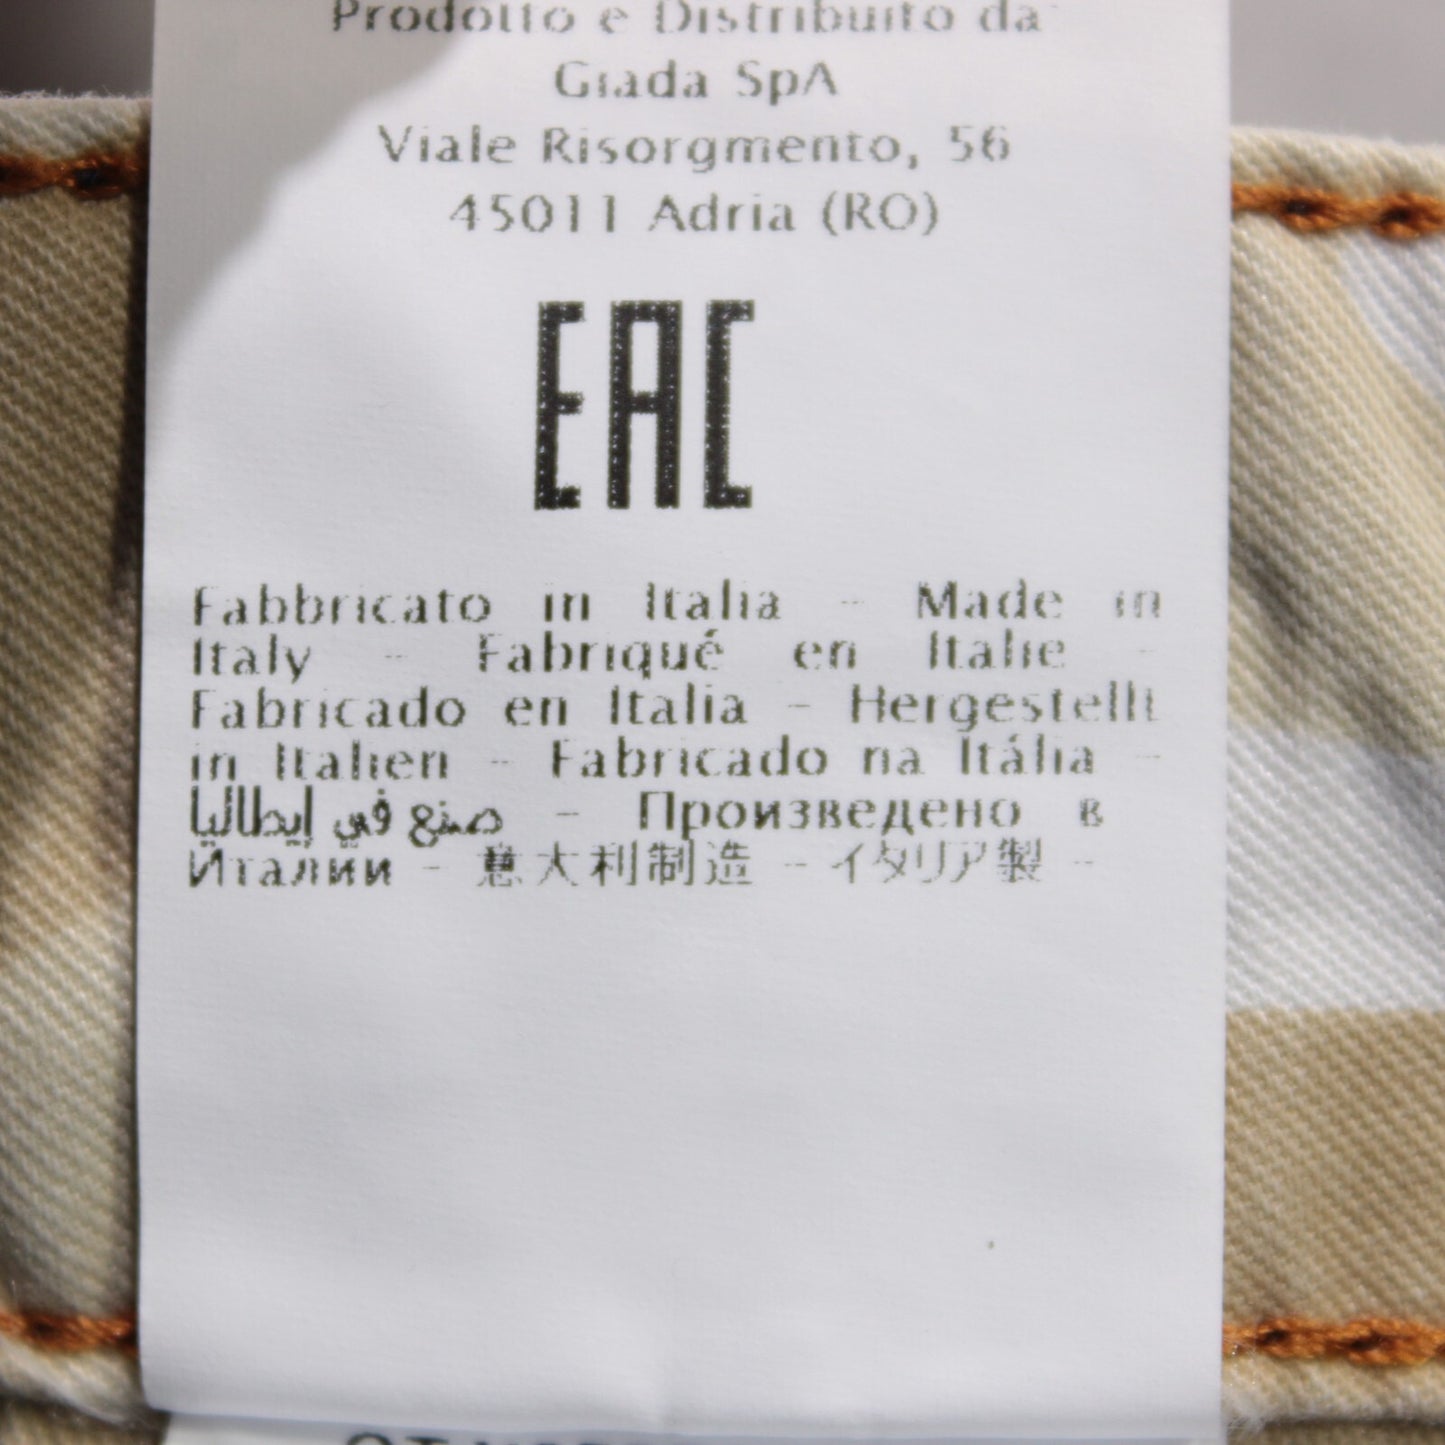 Prodotto e Distribuito da
Giada SpA
Viale Risorgmento, 56
45011 Adria (RO)
EAC
Fabbricato in Italia - Made in
Italy - Fabriqué en Italie -
Fabricado en Italia - Hergestellt
in Italien - Fabricado na Itália -
صنع في إيطاليا - Произведено в
Италии - 意大利制造 - イタリア製 -